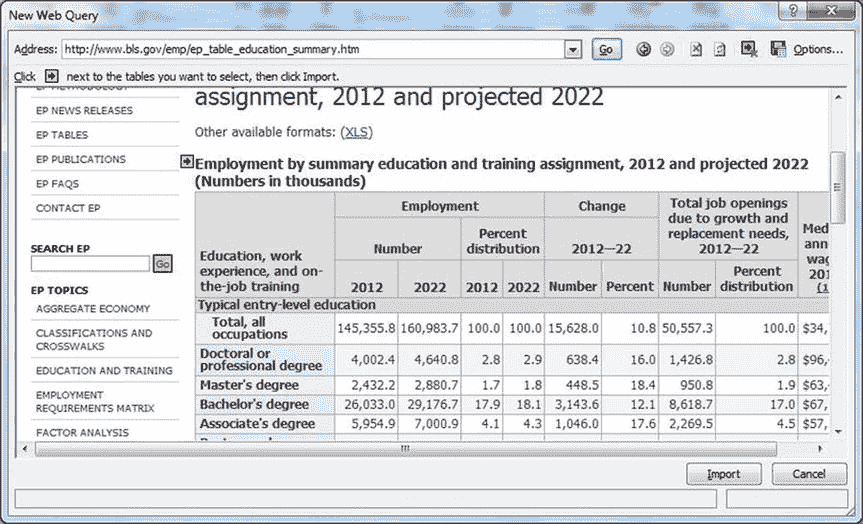 New Web Query
Address: http://www.bls.gov/emp/ep_table_education_summary.htm Go Options...
Click next to the tables you want to select, then click Import.
assignment, 2012 and projected 2022
EP NEWS RELEASES
Other available formats: (XLS)
EP TABLES
EP PUBLICATIONS
EP FAQS
CONTACT EP
SEARCH EP
Go
EP TOPICS
AGGREGATE ECONOMY
CLASSIFICATIONS AND
CROSSWALKS
EDUCATION AND TRAINING
EMPLOYMENT
REQUIREMENTS MATRIX
FACTOR ANALYSIS
Employment by summary education and training assignment, 2012 and projected 2022
(Numbers in thousands)
Education, work
experience, and on-
the-job training
Employment
Number
Percent
distribution
2012 2022 2012 2022
Change
2012—22
Number Percent
Total job openings
due to growth and
replacement needs,
2012—22
Number
Percent
distribution
Med
ann
wag
201
(1
Typical entry-level education
Total, all
occupations 145,355.8 160,983.7 100.0 100.0 15,628.0 10.8 50,557.3 100.0 $34,
Doctoral or
professional degree 4,002.4 4,640.8 2.8 2.9 638.4 16.0 1,426.8 2.8 $96,
Master's degree 2,432.2 2,880.7 1.7 1.8 448.5 18.4 950.8 1.9 $63,
Bachelor's degree 26,033.0 29,176.7 17.9 18.1 3,143.6 12.1 8,618.7 17.0 $67,
Associate's degree 5,954.9 7,000.9 4.1 4.3 1,046.0 17.6 2,269.5 4.5 $57,
Import Cancel